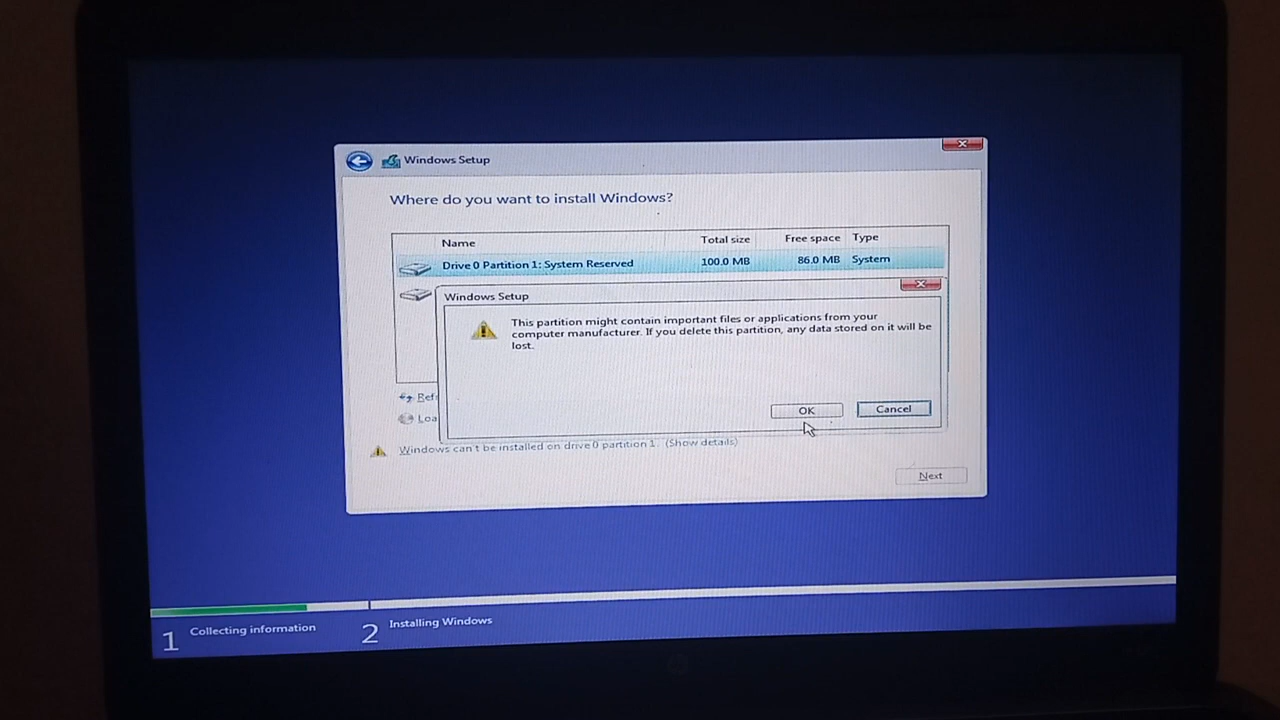 Windows Setup
Where do you want to install Windows?
Name Total size Free space Type
Drive 0 Partition 1: System Reserved 100.0 MB 86.0 MB System
Windows Setup
This partition might contain important files or applications from your
computer manufacturer. If you delete this partition, any data stored on it will be
lost.
Refr
Loa
OK Cancel
Windows can't be installed on drive 0 partition 1. (Show details)
Next
1 Collecting information 2 Installing Windows